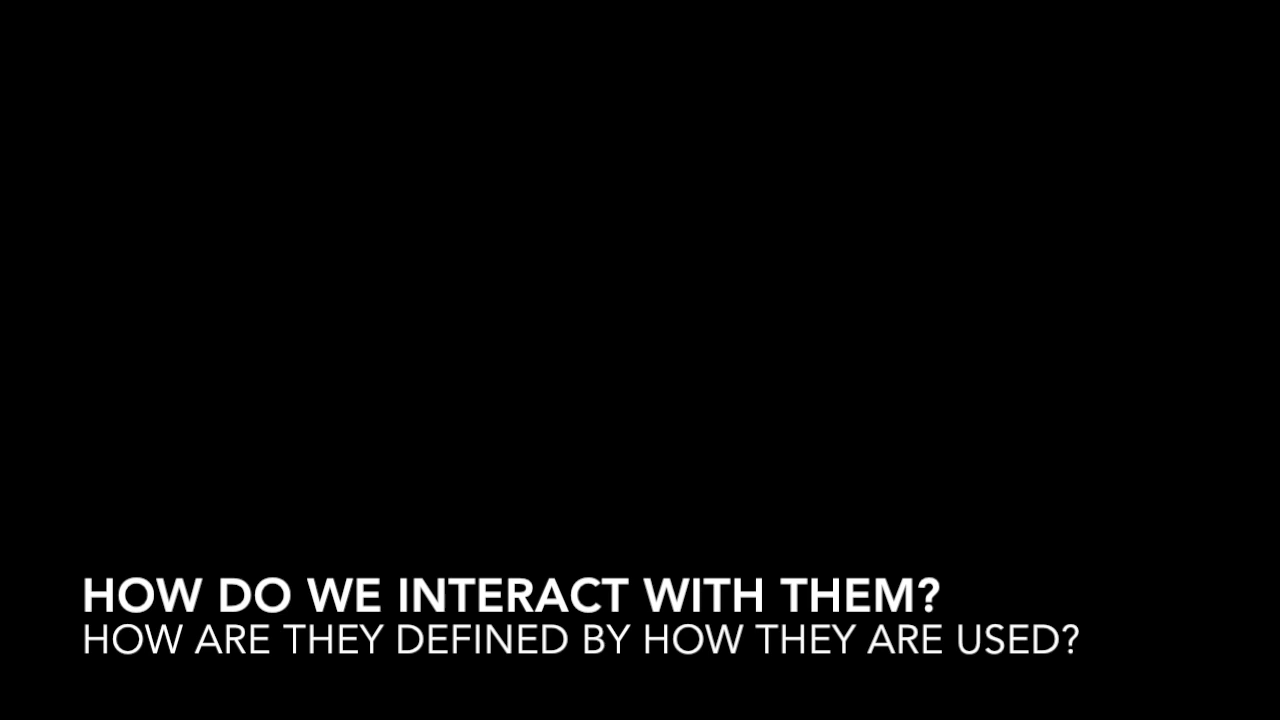 HOW DO WE INTERACT WITH THEM?
HOW ARE THEY DEFINED BY HOW THEY ARE USED?